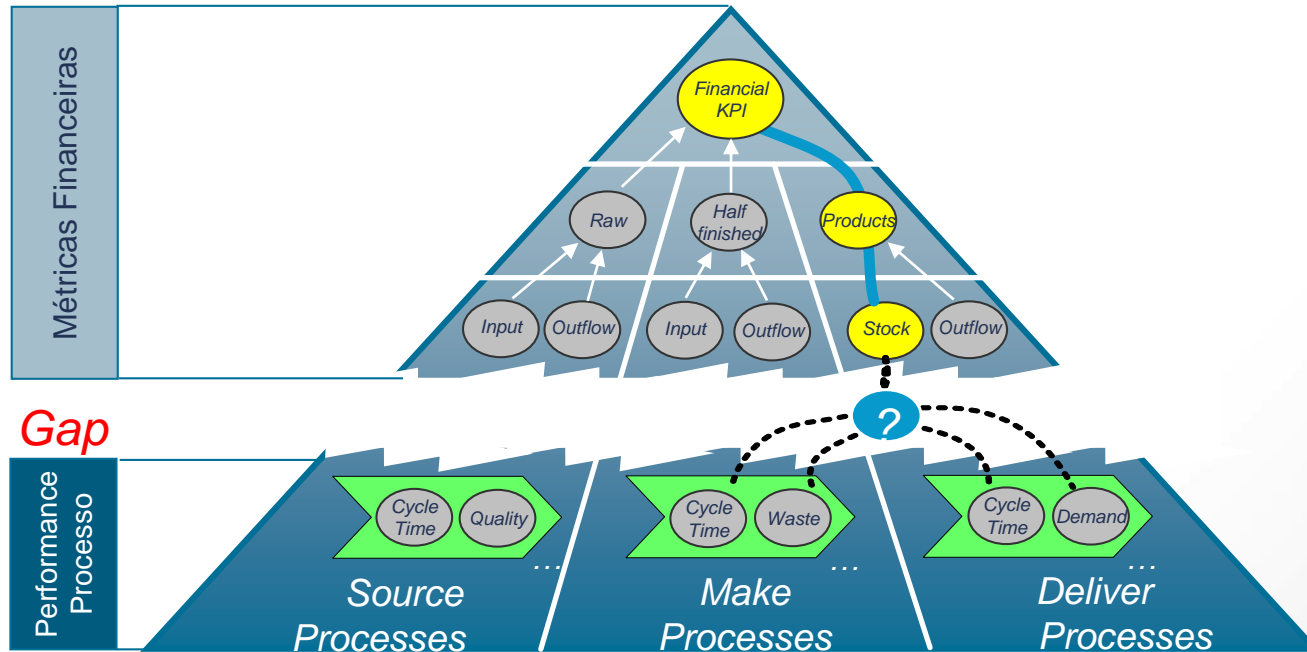 Métricas Financeiras
Financial
KPI
Raw
Half
finished
Products
Input
Outflow
Input
Outflow
Stock
Outflow
Gap
?
Performance
Processo
Cycle
Time
Quality
...
Source
Processes
Cycle
Time
Waste
...
Make
Processes
Cycle
Time
Demand
...
Deliver
Processes